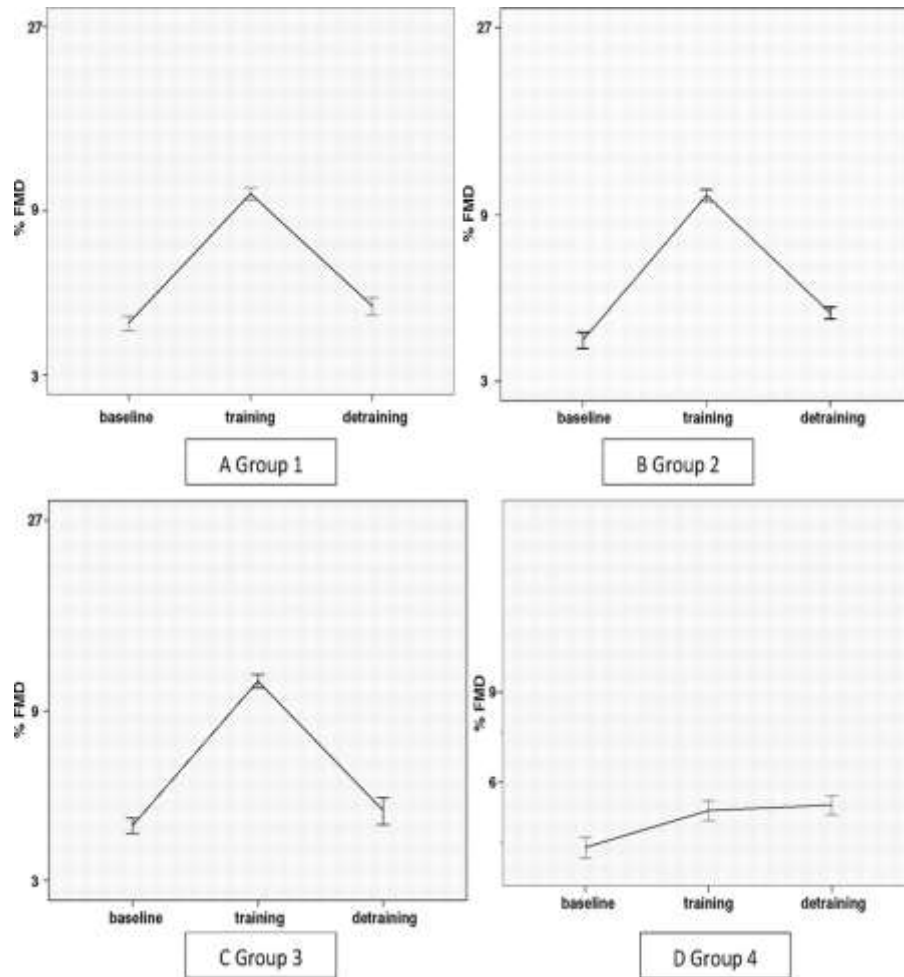 27
% FMD
9
3
baseline training detraining
A Group 1
27
% FMD
9
3
baseline training detraining
B Group 2
27
% FMD
9
3
baseline training detraining
C Group 3
% FMD
9
6
baseline training detraining
D Group 4